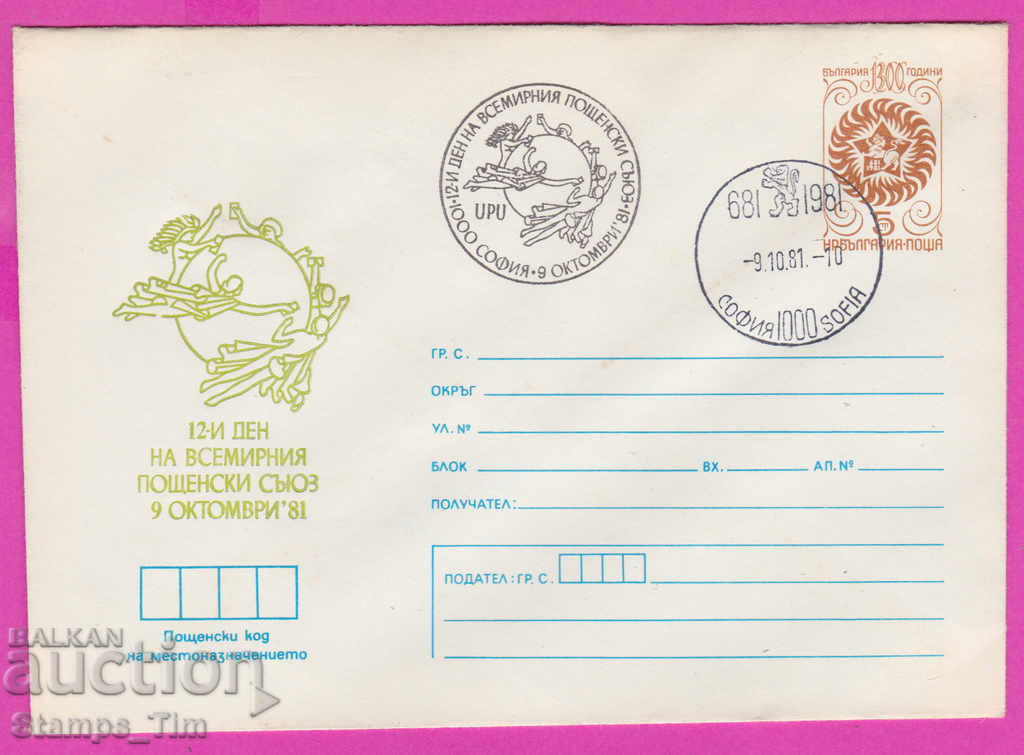 БЪЛГАРИЯ 1300 ГОДИНИ
5 СТ
НРБЪЛГАРИЯ·ПОЩА
12-И ДЕН НА ВСЕМИРНИЯ ПОЩЕНСКИ СЪЮЗ
UPU
1000 СОФИЯ·9 ОКТОМВРИ'81
681 1981
-9.10.81.-10
СОФИЯ 1000 SOFIA
12-И ДЕН
НА ВСЕМИРНИЯ
ПОЩЕНСКИ СЪЮЗ
9 ОКТОМВРИ'81
ГР. С.
ОКРЪГ
УЛ. №
БЛОК ВХ. АП. №
ПОЛУЧАТЕЛ:
ПОДАТЕЛ: ГР. С.
Пощенски код
на местоназначението
BALKAN
auction
Stamps_Tim